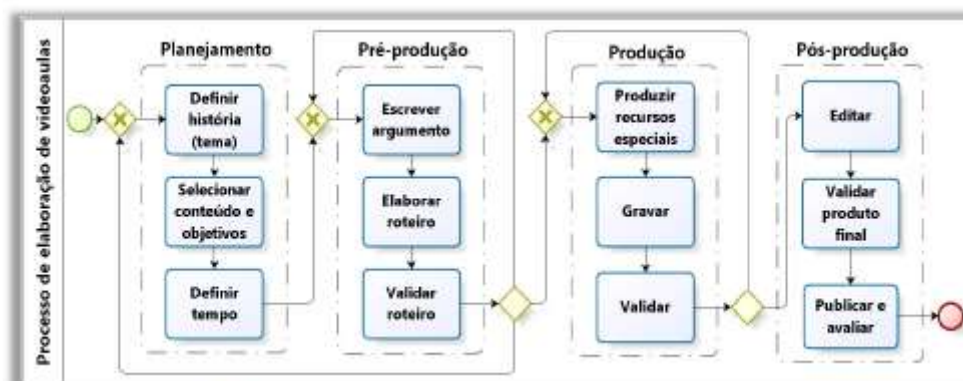 Processo de elaboração de videoaulas
Planejamento
Definir
história
(tema)
Selecionar
conteúdo e
objetivos
Definir
tempo
Pré-produção
Escrever
argumento
Elaborar
roteiro
Validar
roteiro
Produção
Produzir
recursos
especiais
Gravar
Validar
Pós-produção
Editar
Validar
produto
final
Publicar e
avaliar